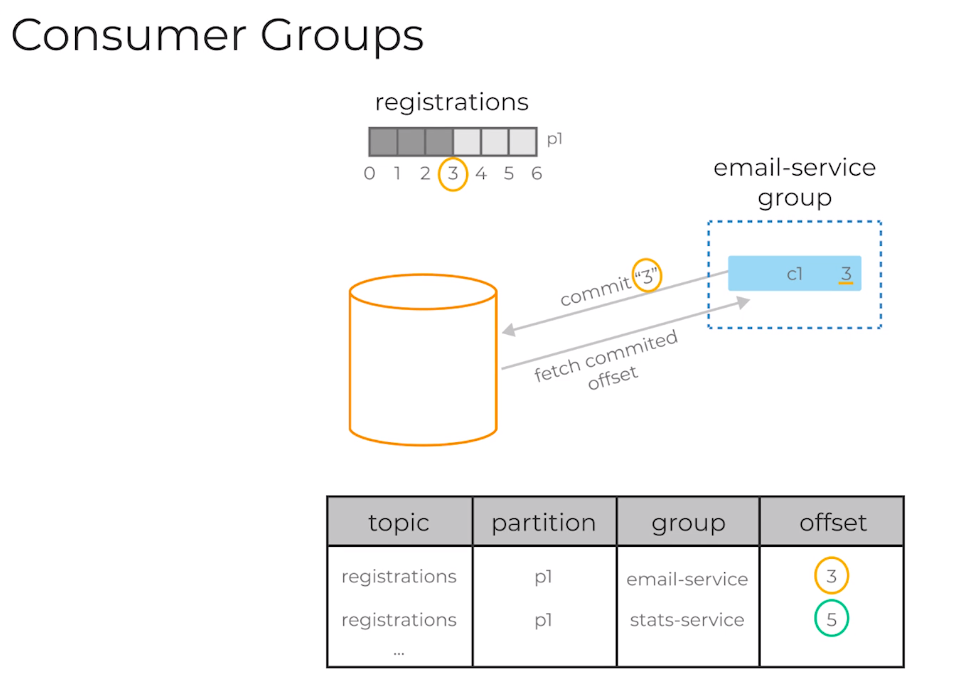 Consumer Groups
registrations
p1
0 1 2 3 4 5 6
email-service
group
c1 3
commit “3”
fetch commited
offset
topic partition group offset
registrations p1 email-service 3
registrations p1 stats-service 5
...